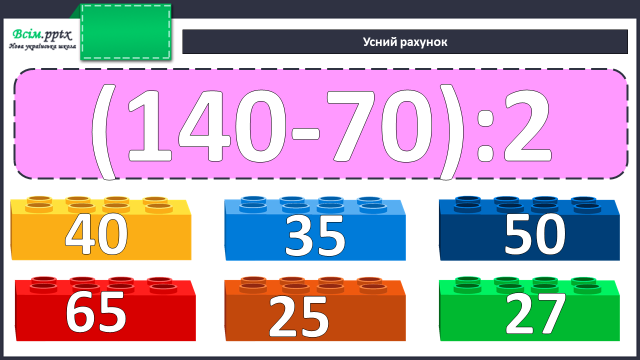 Всім.pptx
Нова українська школа
Усний рахунок
(140-70):2
40
35
50
65
25
27